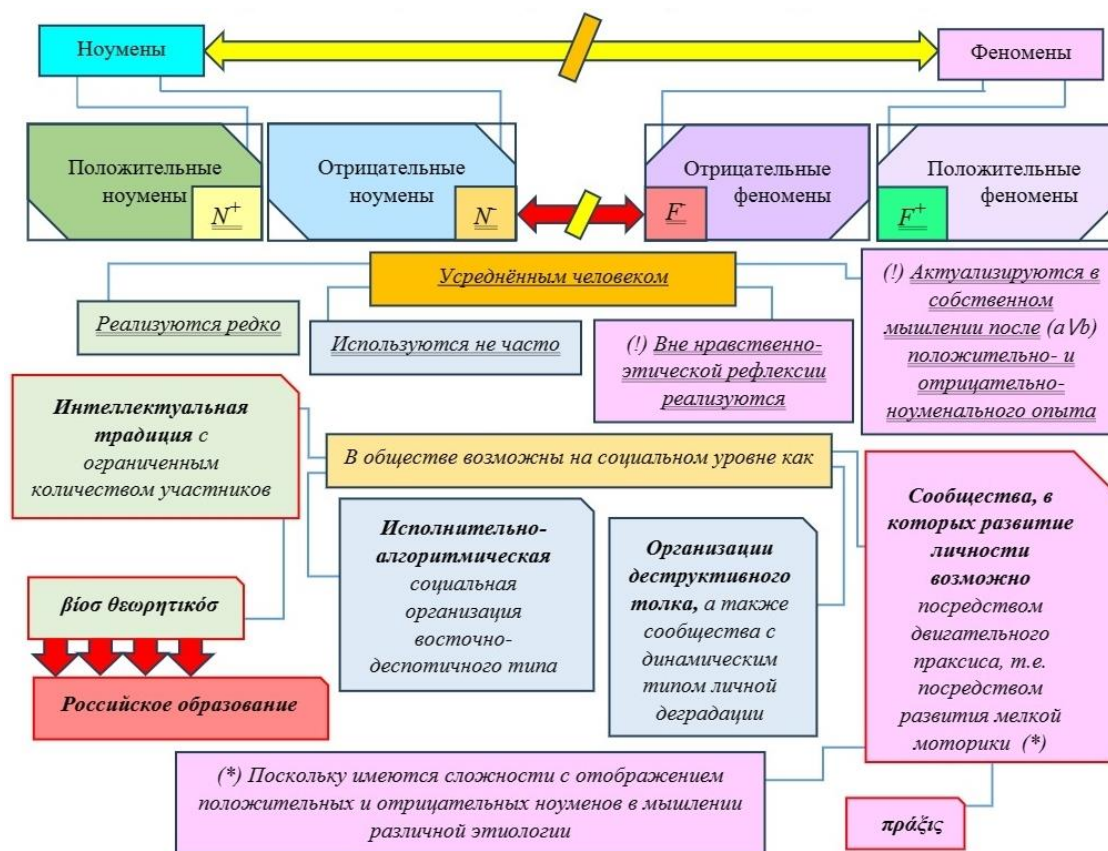 Ноумены
Феномены
Положительные
ноумены
N⁺
Отрицательные
ноумены
N⁻
Отрицательные
феномены
F⁻
Положительные
феномены
F⁺
Усреднённым человеком
Реализуются редко
Используются не часто
(!) Вне нравственно-
этической рефлексии
реализуются
(!) Актуализируются в
собственном
мышлении после (a\/b)
положительно- и
отрицательно-
ноуменального опыта
Интеллектуальная
традиция с
ограниченным
количеством участников
В обществе возможны на социальном уровне как
Исполнительно-
алгоритмическая
социальная
организация
восточно-
деспотичного типа
Организации
деструктивного
толка, а также
сообщества с
динамическим
типом личной
деградации
Сообщества, в
которых развитие
личности
возможно
посредством
двигательного
праксиса, т.е.
посредством
развития мелкой
моторики (*)
βίοσ θεωρητικόσ
Российское образование
(*) Поскольку имеются сложности с отображением
положительных и отрицательных ноуменов в мышлении
различной этиологии
πράξις